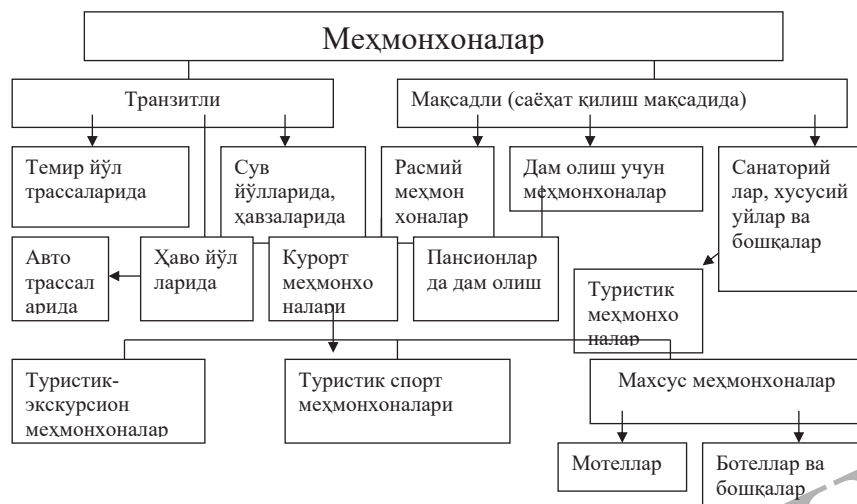 Меҳмонхоналар
Транзитли
Мақсадли (саёҳат қилиш мақсадида)
Темир йўл
трассаларида
Сув
йўлларида,
ҳавзаларида
Расмий
меҳмон
хоналар
Дам олиш учун
меҳмонхоналар
Санаторий
лар, хусусий
уйлар ва
бошқалар
Авто
трассал
арида
Ҳаво йўл
ларида
Курорт
меҳмонхо
налари
Пансионлар
да дам олиш
Туристик
меҳмонхо
налар
Туристик-
экскурсион
меҳмонхоналар
Туристик спорт
меҳмонхоналари
Махсус меҳмонхоналар
Мотеллар
Ботеллар ва
бошқалар